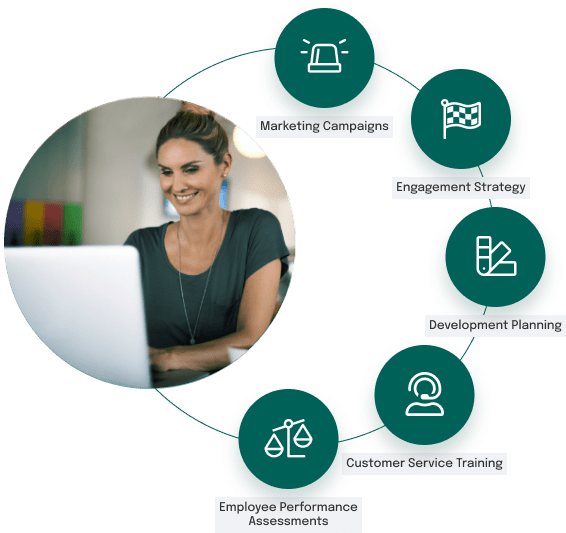 Marketing Campaigns
Engagement Strategy
Development Planning
Customer Service Training
Employee Performance
Assessments